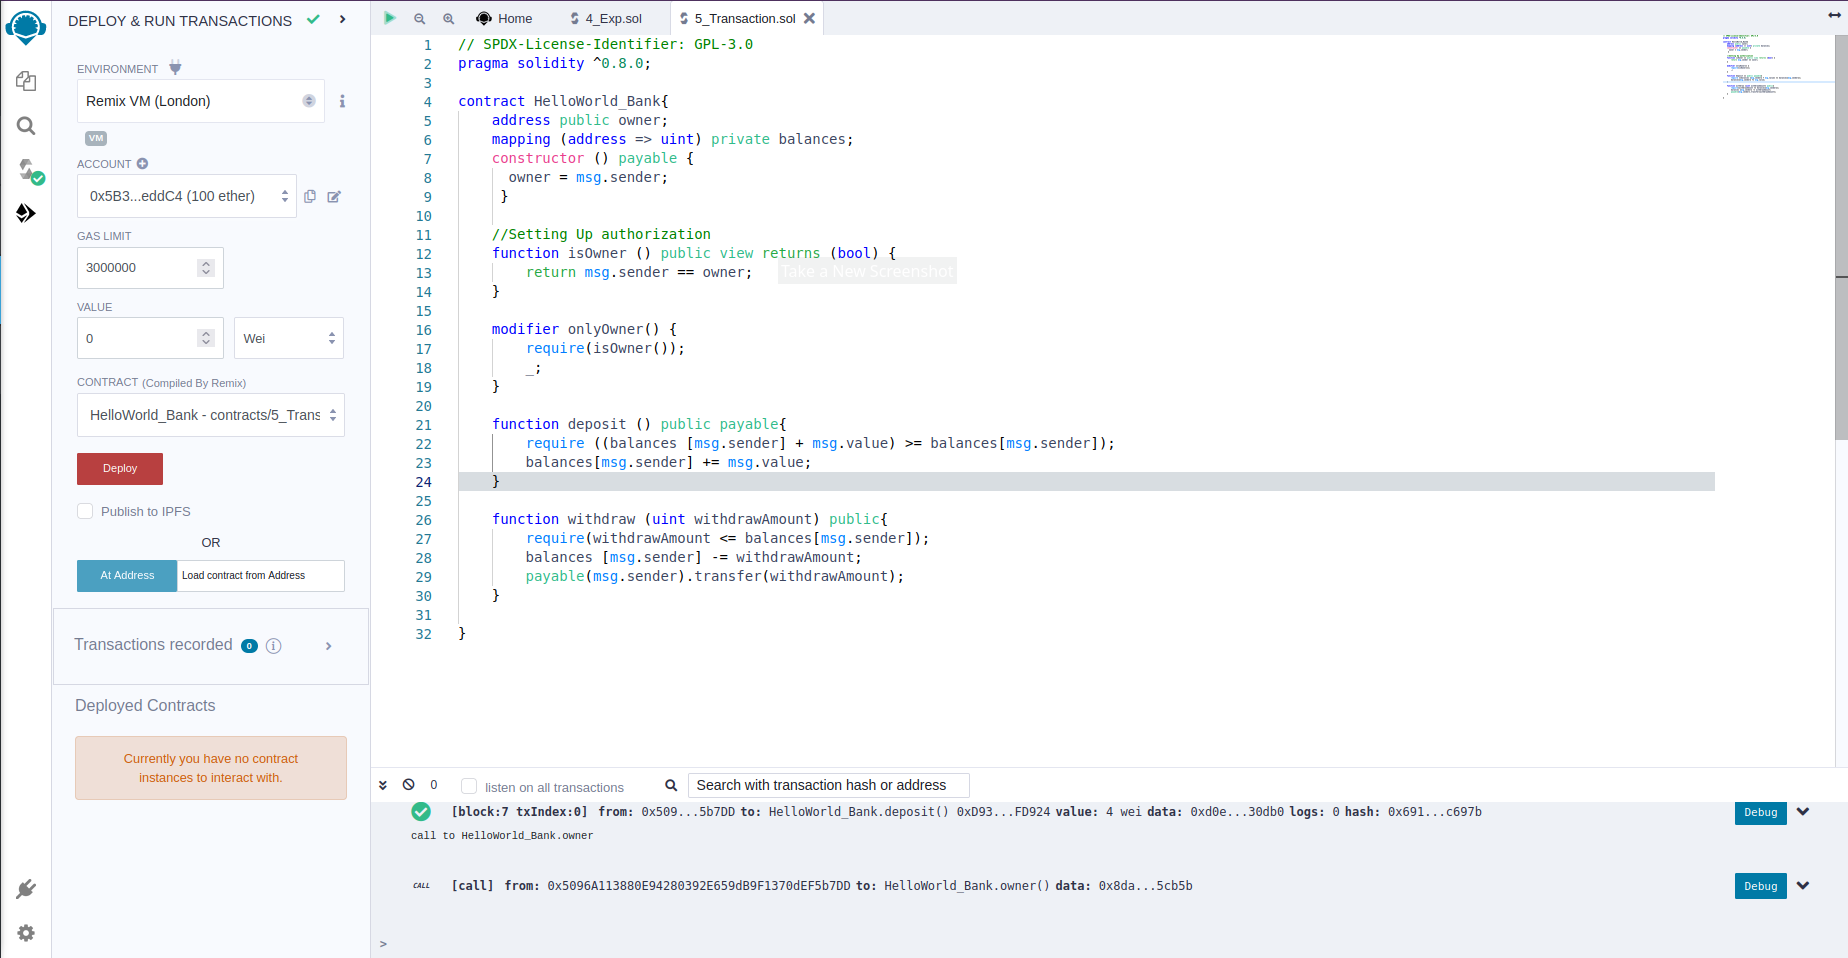 DEPLOY & RUN TRANSACTIONS
ENVIRONMENT
Remix VM (London)
VM
ACCOUNT
0x5B3...eddC4 (100 ether)
GAS LIMIT
3000000
VALUE
0
Wei
CONTRACT (Compiled By Remix)
HelloWorld_Bank - contracts/5_Trans
Deploy
Publish to IPFS
OR
At Address
Load contract from Address
Transactions recorded 0 i
Deployed Contracts
Currently you have no contract
instances to interact with.
Home
4_Exp.sol
5_Transaction.sol
1 // SPDX-License-Identifier: GPL-3.0
2 pragma solidity ^0.8.0;
3
4 contract HelloWorld_Bank{
5 address public owner;
6 mapping (address => uint) private balances;
7 constructor () payable {
8 owner = msg.sender;
9 }
10
11 //Setting Up authorization
12 function isOwner () public view returns (bool) {
13 return msg.sender == owner; Take a New Screenshot
14 }
15
16 modifier onlyOwner() {
17 require(isOwner());
18 _;
19 }
20
21 function deposit () public payable{
22 require ((balances [msg.sender] + msg.value) >= balances[msg.sender]);
23 balances[msg.sender] += msg.value;
24 }
25
26 function withdraw (uint withdrawAmount) public{
27 require(withdrawAmount <= balances[msg.sender]);
28 balances [msg.sender] -= withdrawAmount;
29 payable(msg.sender).transfer(withdrawAmount);
30 }
31
32 }
0 listen on all transactions Search with transaction hash or address
[block:7 txIndex:0] from: 0x509...5b7DD to: HelloWorld_Bank.deposit() 0xD93...FD924 value: 4 wei data: 0xd0e...30db0 logs: 0 hash: 0x691...c697b Debug
call to HelloWorld_Bank.owner
CALL [call] from: 0x5096A113880E94280392E659dB9F1370dEF5b7DD to: HelloWorld_Bank.owner() data: 0x8da...5cb5b Debug
>